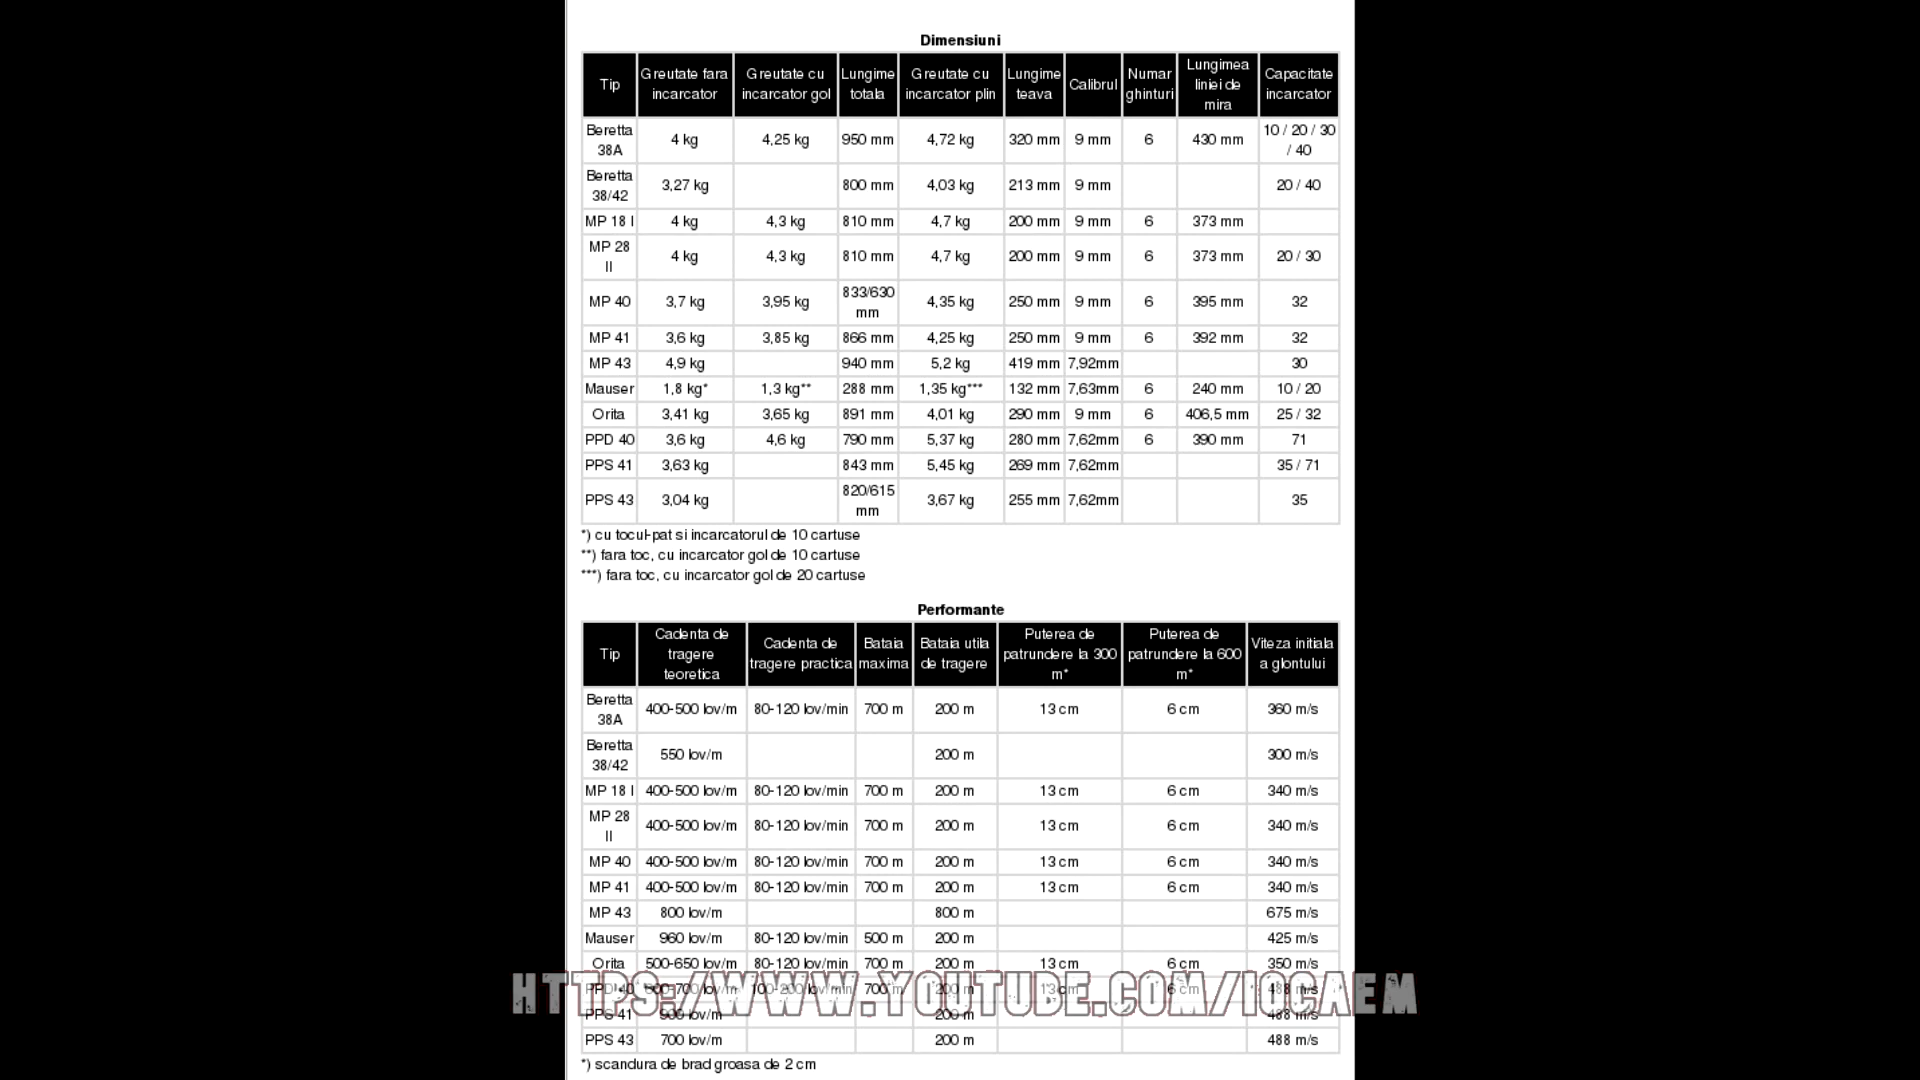 Dimensiuni
Tip Greutate fara incarcator Greutate cu incarcator gol Lungime totala Greutate cu incarcator plin Lungime teava Calibrul Numar ghinturi Lungimea liniei de mira Capacitate incarcator
Beretta 38A 4 kg 4,25 kg 950 mm 4,72 kg 320 mm 9 mm 6 430 mm 10 / 20 / 30 / 40
Beretta 38/42 3,27 kg 800 mm 4,03 kg 213 mm 9 mm 20 / 40
MP 18 I 4 kg 4,3 kg 810 mm 4,7 kg 200 mm 9 mm 6 373 mm
MP 28 II 4 kg 4,3 kg 810 mm 4,7 kg 200 mm 9 mm 6 373 mm 20 / 30
MP 40 3,7 kg 3,95 kg 833/630 mm 4,35 kg 250 mm 9 mm 6 395 mm 32
MP 41 3,6 kg 3,85 kg 866 mm 4,25 kg 250 mm 9 mm 6 392 mm 32
MP 43 4,9 kg 940 mm 5,2 kg 419 mm 7,92mm 30
Mauser 1,8 kg* 1,3 kg** 288 mm 1,35 kg*** 132 mm 7,63mm 6 240 mm 10 / 20
Orita 3,41 kg 3,65 kg 891 mm 4,01 kg 290 mm 9 mm 6 406,5 mm 25 / 32
PPD 40 3,6 kg 4,6 kg 790 mm 5,37 kg 280 mm 7,62mm 6 390 mm 71
PPS 41 3,63 kg 843 mm 5,45 kg 269 mm 7,62mm 35 / 71
PPS 43 3,04 kg 820/615 mm 3,67 kg 255 mm 7,62mm 35
*) cu tocul-pat si incarcatorul de 10 cartuse
**) fara toc, cu incarcator gol de 10 cartuse
***) fara toc, cu incarcator gol de 20 cartuse
Performante
Tip Cadenta de tragere teoretica Cadenta de tragere practica Bataia maxima Bataia utila de tragere Puterea de patrundere la 300 m* Puterea de patrundere la 600 m* Viteza initiala a glontului
Beretta 38A 400-500 lov/m 80-120 lov/min 700 m 200 m 13 cm 6 cm 360 m/s
Beretta 38/42 550 lov/m 200 m 300 m/s
MP 18 I 400-500 lov/m 80-120 lov/min 700 m 200 m 13 cm 6 cm 340 m/s
MP 28 II 400-500 lov/m 80-120 lov/min 700 m 200 m 13 cm 6 cm 340 m/s
MP 40 400-500 lov/m 80-120 lov/min 700 m 200 m 13 cm 6 cm 340 m/s
MP 41 400-500 lov/m 80-120 lov/min 700 m 200 m 13 cm 6 cm 340 m/s
MP 43 800 lov/m 800 m 675 m/s
Mauser 960 lov/m 80-120 lov/min 500 m 200 m 425 m/s
Orita 500-650 lov/m 80-120 lov/min 700 m 200 m 13 cm 6 cm 350 m/s
PPD 40 100-200 lov/min 700 m 200 m 13 cm 6 cm 488 m/s
HTTPS:/WWW.YOUTUBE.COM/IOCAEM
PPS 41 900 lov/m 200 m 488 m/s
PPS 43 700 lov/m 200 m 488 m/s
*) scandura de brad groasa de 2 cm